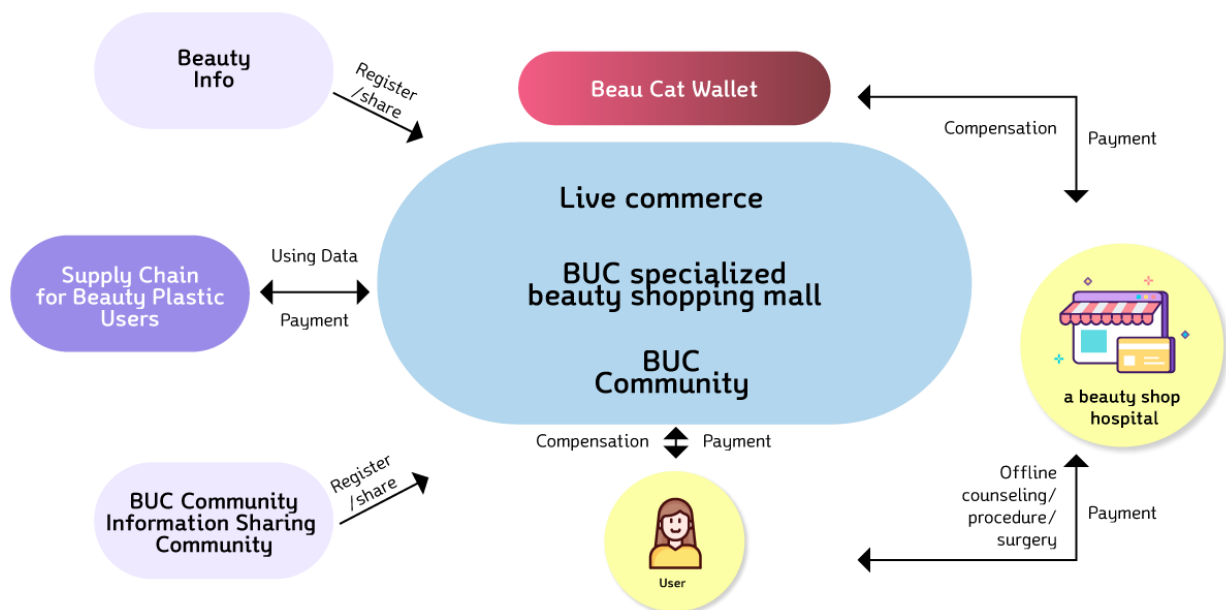 Beauty
Info
Register
/share
Beau Cat Wallet
Compensation
Payment
Live commerce
BUC specialized
beauty shopping mall
BUC
Community
Using Data
Payment
Supply Chain
for Beauty Plastic
Users
a beauty shop
hospital
Compensation
Payment
Register
/share
BUC Community
Information Sharing
Community
User
Offline
counseling/
procedure/
surgery
Payment